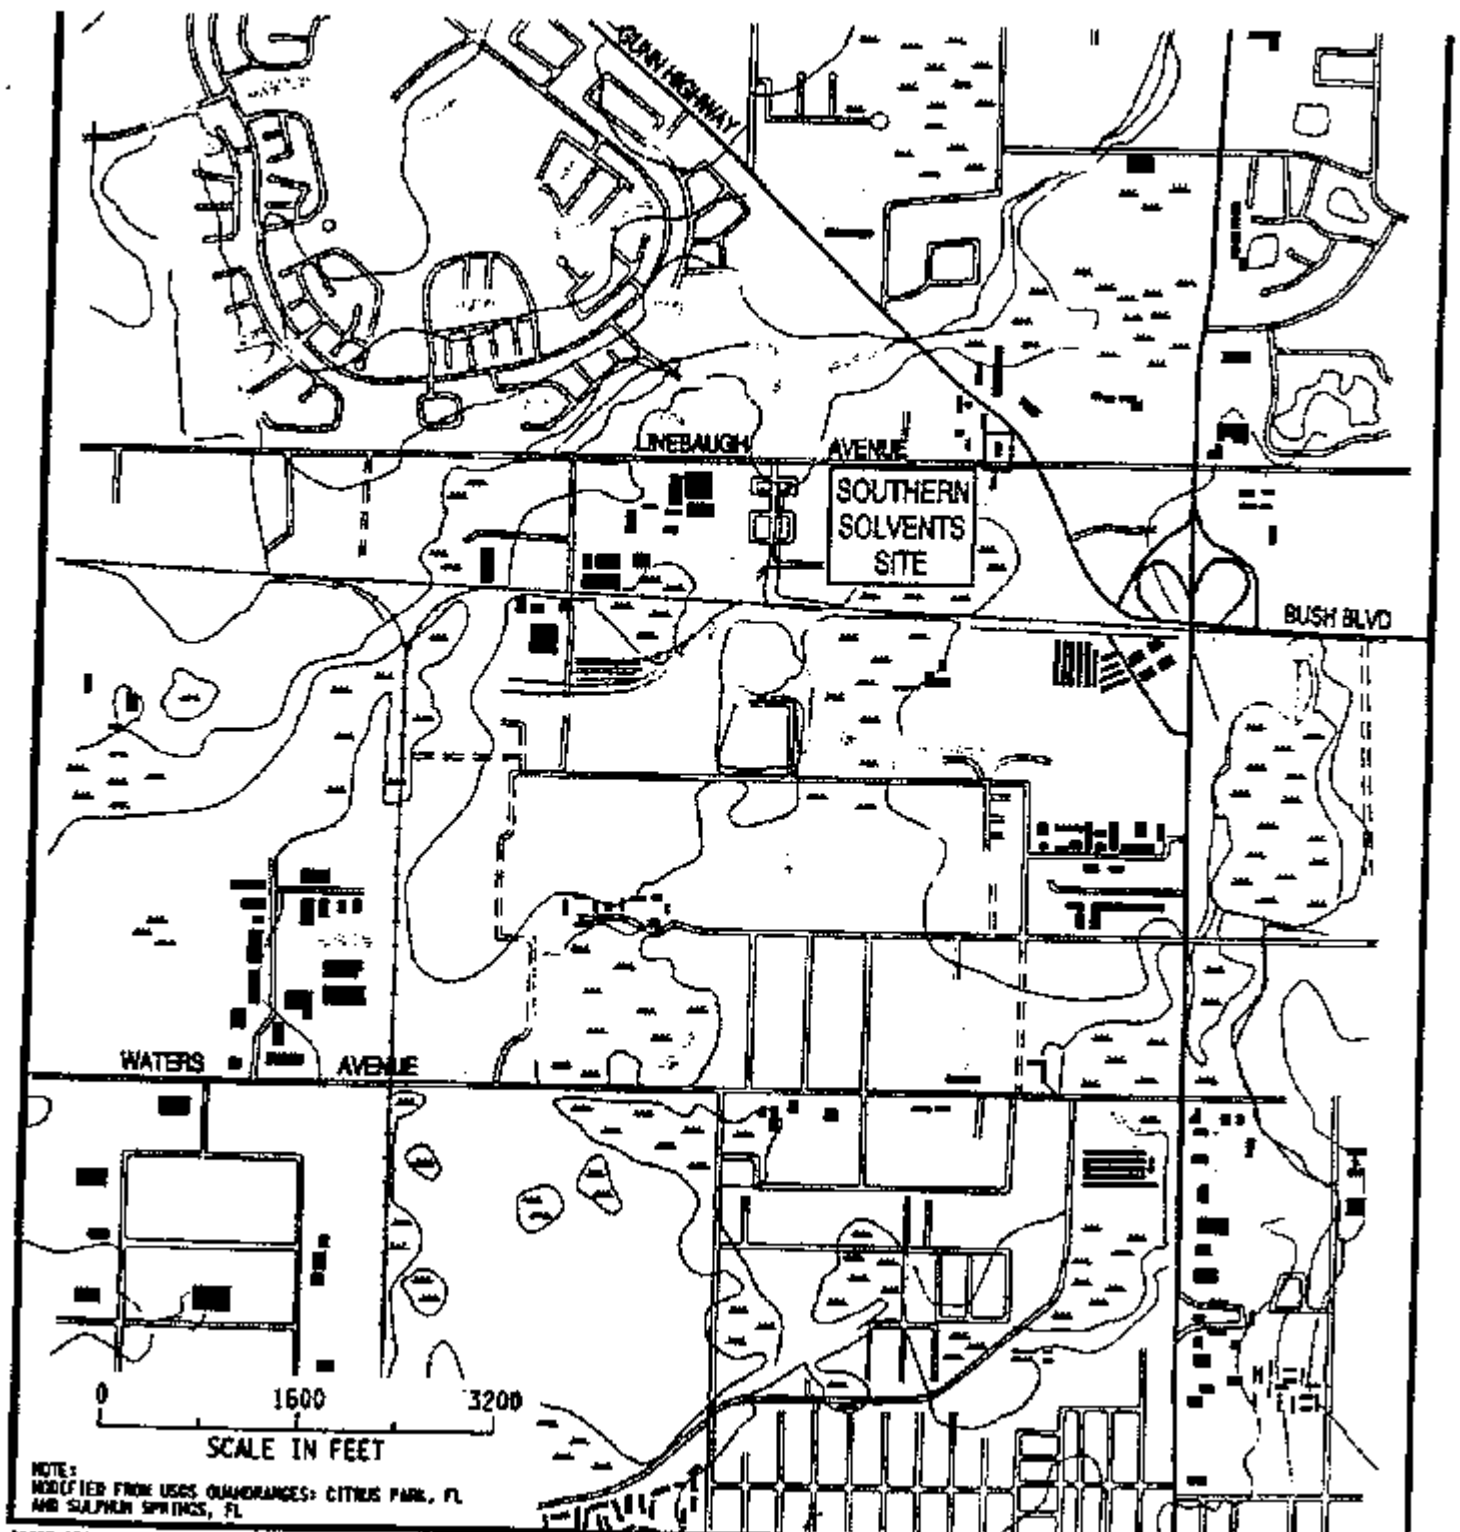 GUNN HIGHWAY
LINEBAUGH AVENUE
SOUTHERN
SOLVENTS
SITE
BUSH BLVD
WATERS AVENUE
0 1600 3200
SCALE IN FEET
NOTE:
MODIFIED FROM USGS QUANDRANGES: CITRUS PARK, FL
AND SULPHUR SPRINGS, FL